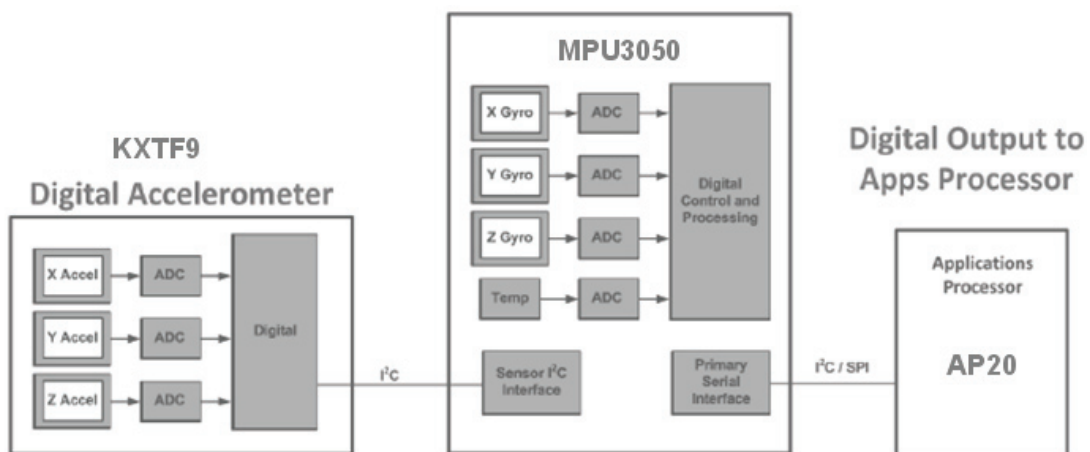 KXTF9
Digital Accelerometer
X Accel
ADC
Y Accel
ADC
Z Accel
ADC
Digital
I²C
MPU3050
X Gyro
ADC
Y Gyro
ADC
Z Gyro
ADC
Temp
ADC
Digital
Control and
Processing
Sensor I²C
Interface
Primary
Serial
Interface
I²C / SPI
Digital Output to
Apps Processor
Applications
Processor
AP20